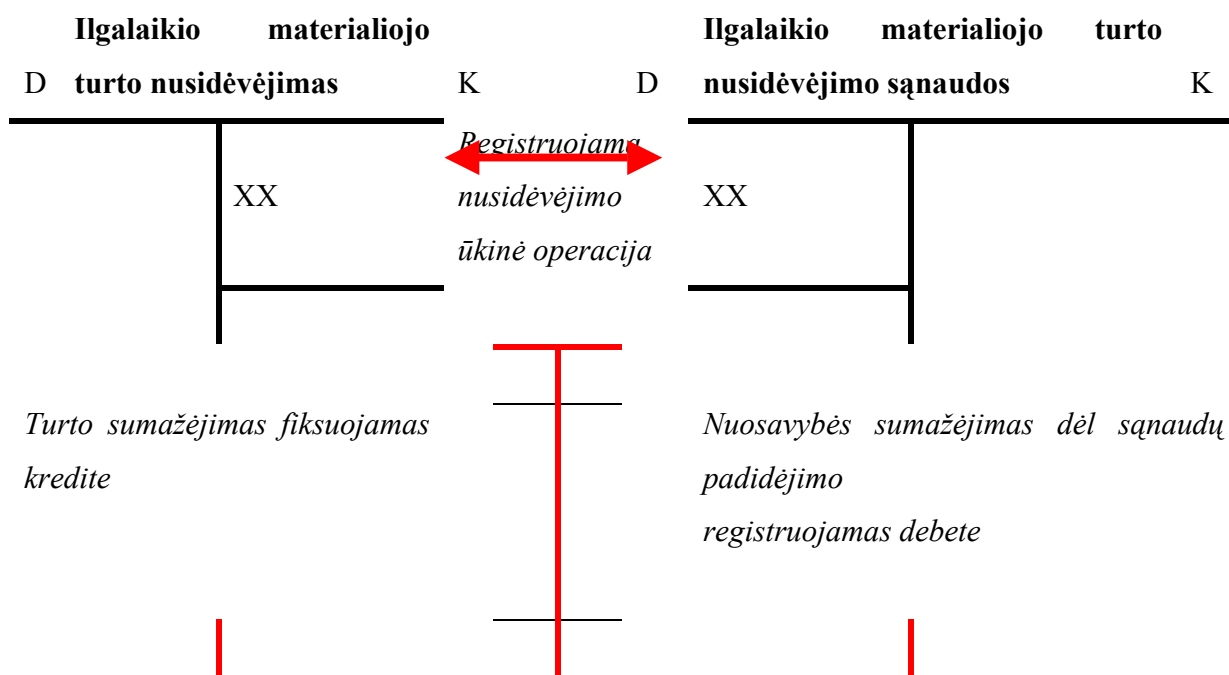 Ilgalaikio materialiojo
D turto nusidėvėjimas K
Ilgalaikio materialiojo turto
D nusidėvėjimo sąnaudos K
XX
Registruojama
nusidėvėjimo
ūkinė operacija
XX
Turto sumažėjimas fiksuojamas
kredite
Nuosavybės sumažėjimas dėl sąnaudų
padidėjimo
registruojamas debete